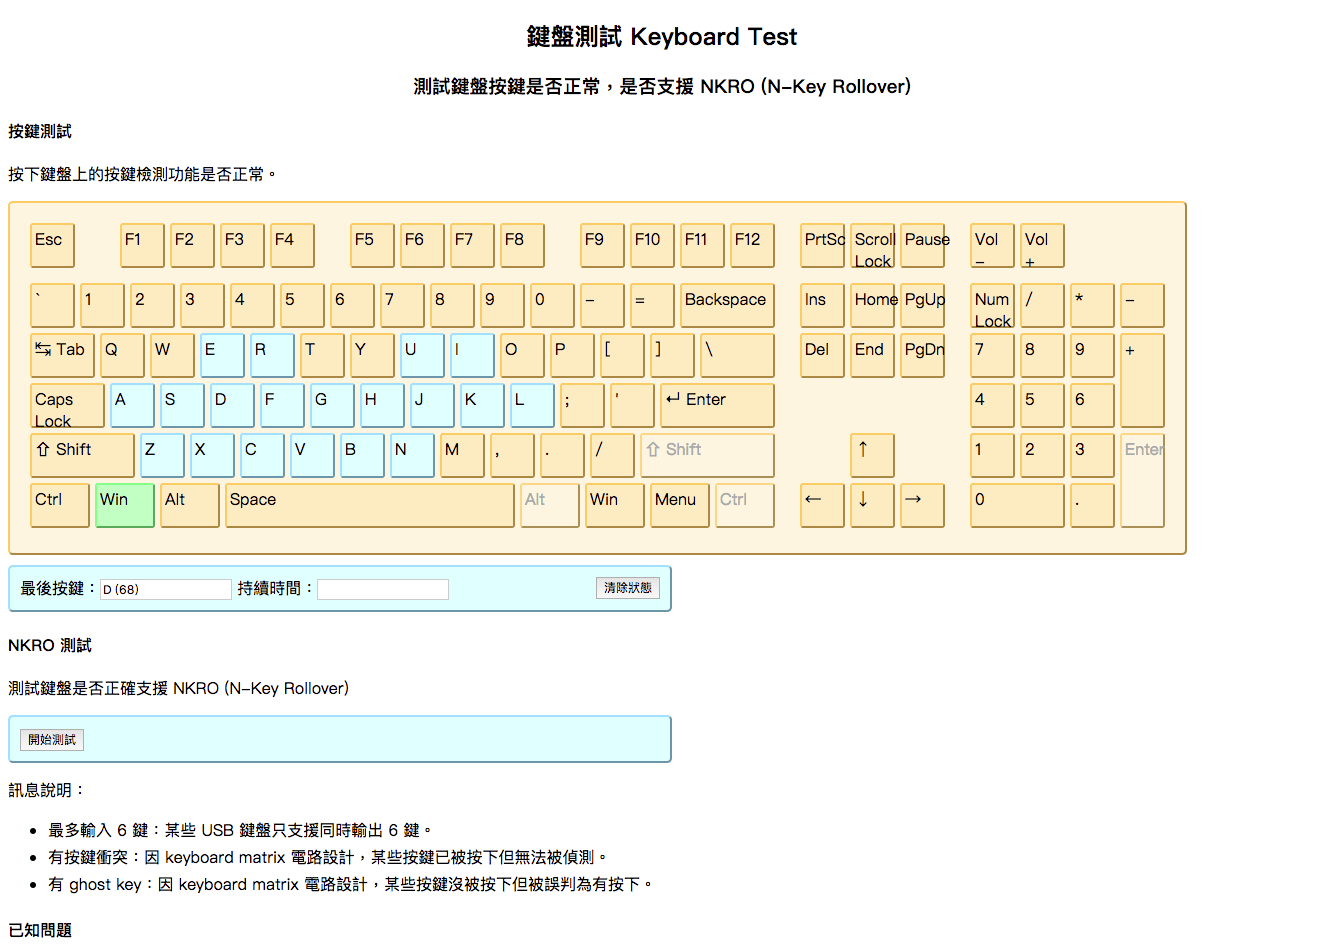 鍵盤測試 Keyboard Test
測試鍵盤按鍵是否正常，是否支援 NKRO (N-Key Rollover)
按鍵測試
按下鍵盤上的按鍵檢測功能是否正常。
Esc F1 F2 F3 F4 F5 F6 F7 F8 F9 F10 F11 F12 PrtSc Scroll Lock Pause Vol - Vol +
` 1 2 3 4 5 6 7 8 9 0 - = Backspace Ins Home PgUp Num Lock / * -
↹ Tab Q W E R T Y U I O P [ ] \ Del End PgDn 7 8 9 +
Caps Lock A S D F G H J K L ; ' ↵ Enter 4 5 6
⇧ Shift Z X C V B N M , . / ⇧ Shift ↑ 1 2 3 Enter
Ctrl Win Alt Space Alt Win Menu Ctrl ← ↓ → 0 .
最後按鍵：D (68) 持續時間： 清除狀態
NKRO 測試
測試鍵盤是否正確支援 NKRO (N-Key Rollover)
開始測試
訊息說明：
• 最多輸入 6 鍵：某些 USB 鍵盤只支援同時輸出 6 鍵。
• 有按鍵衝突：因 keyboard matrix 電路設計，某些按鍵已被按下但無法被偵測。
• 有 ghost key：因 keyboard matrix 電路設計，某些按鍵沒被按下但被誤判為有按下。
已知問題